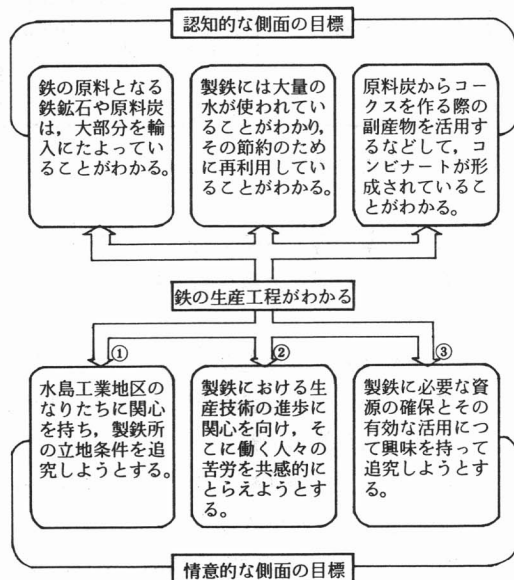 認知的な側面の目標
鉄の原料となる
鉄鉱石や原料炭
は，大部分を輸
入にたよってい
ることがわかる。
製鉄には大量の
水が使われてい
ることがわかり，
その節約のため
に再利用してい
ることがわかる。
原料炭からコー
クスを作る際の
副産物を活用す
るなどして，コ
ンビナートが形
成されているこ
とがわかる。
鉄の生産工程がわかる
①
水島工業地区の
なりたちに関心
を持ち，製鉄所
の立地条件を追
究しようとする。
②
製鉄における生
産技術の進歩に
関心を向け，そ
こに働く人々の
苦労を共感的に
とらえようとす
る。
③
製鉄に必要な資
源の確保とその
有効な活用につ
て興味を持って
追究しようとす
る。
情意的な側面の目標